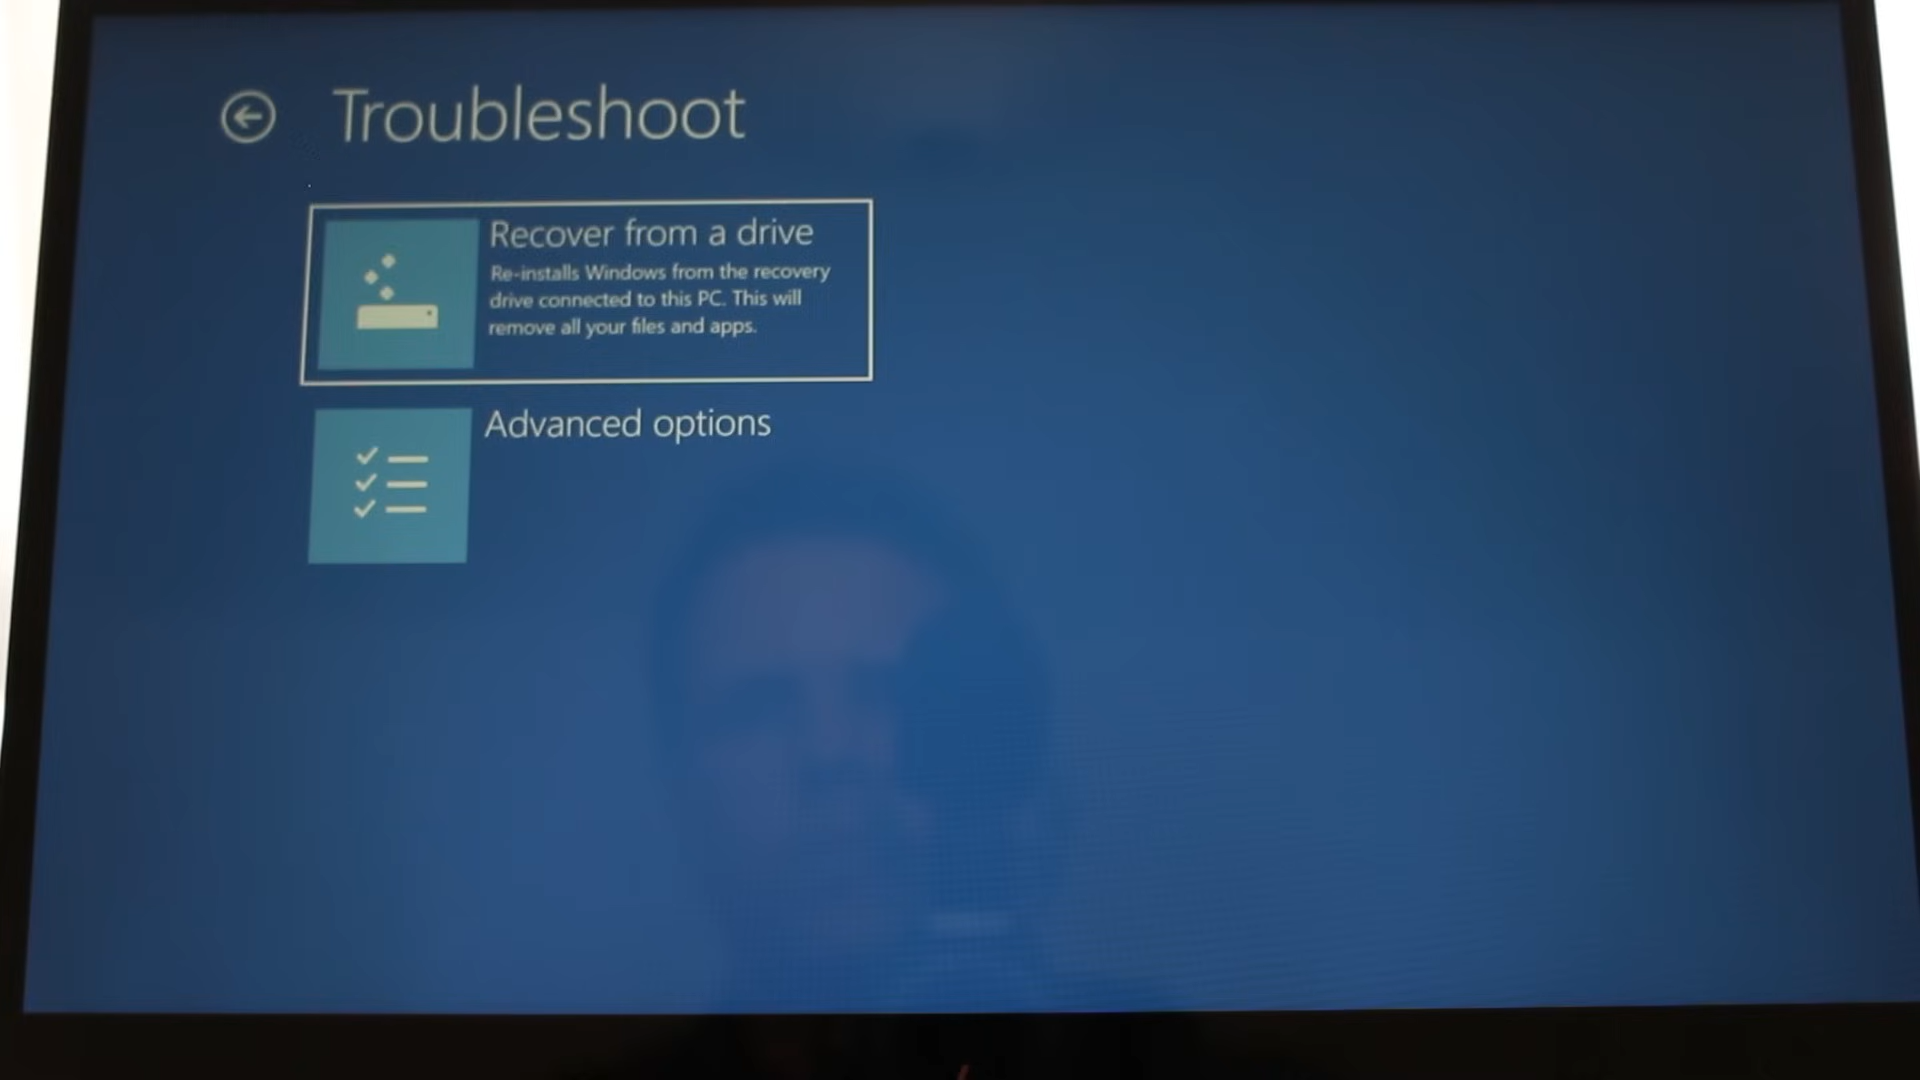 Troubleshoot
Recover from a drive
Re-installs Windows from the recovery
drive connected to this PC. This will
remove all your files and apps.
Advanced options